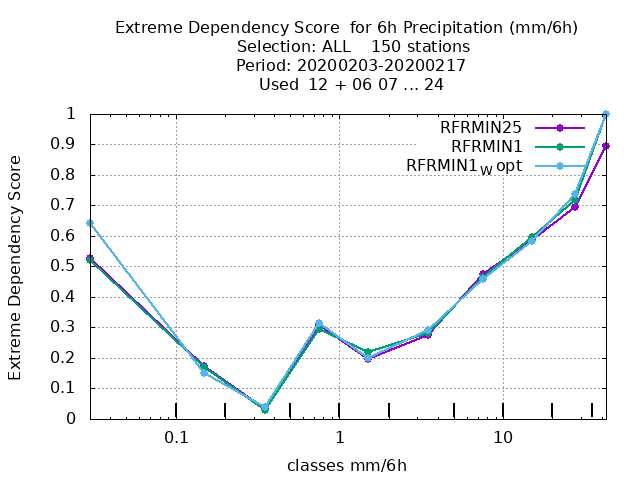 Extreme Dependency Score  for 6h Precipitation (mm/6h)
Selection: ALL    150 stations
Period: 20200203-20200217
Used  12 + 06 07 ... 24
RFRMIN25
RFRMIN1
RFRMIN1W opt
Extreme Dependency Score
1
0.9
0.8
0.7
0.6
0.5
0.4
0.3
0.2
0.1
0
0.1 1 10
classes mm/6h